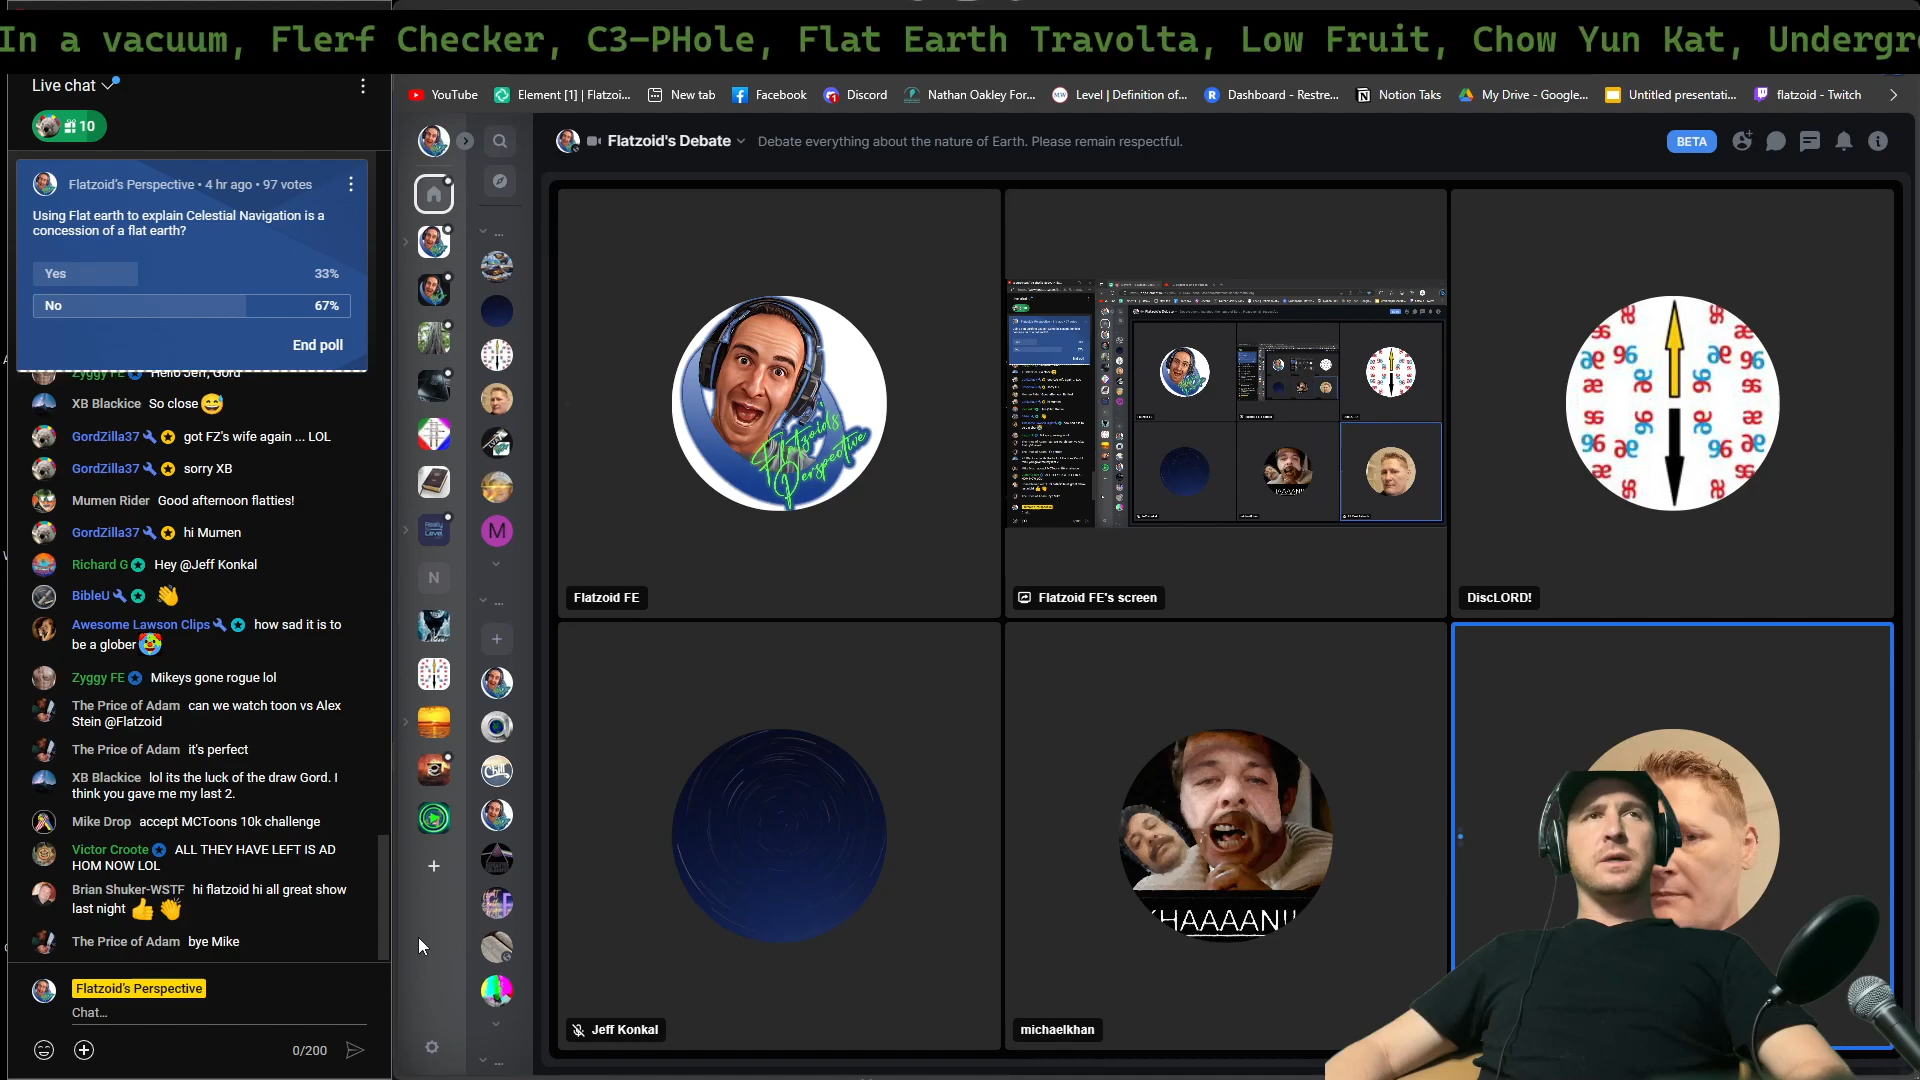 In a vacuum, Flerf Checker, C3-PHole, Flat Earth Travolta, Low Fruit, Chow Yun Kat, Undergr
Live chat
10
Flatzoid's Perspective • 4 hr ago • 97 votes
Using Flat earth to explain Celestial Navigation is a
concession of a flat earth?
Yes 33%
No 67%
End poll
Zyggy FE Hello Jeff, Gord
XB Blackice So close
GordZilla37 got FZ's wife again ... LOL
GordZilla37 sorry XB
Mumen Rider Good afternoon flatties!
GordZilla37 hi Mumen
Richard G Hey @Jeff Konkal
BibleU
Awesome Lawson Clips how sad it is to
be a glober
Zyggy FE Mikeys gone rogue lol
The Price of Adam can we watch toon vs Alex
Stein @Flatzoid
The Price of Adam it's perfect
XB Blackice lol its the luck of the draw Gord. I
think you gave me my last 2.
Mike Drop accept MCToons 10k challenge
Victor Croote ALL THEY HAVE LEFT IS AD
HOM NOW LOL
Brian Shuker-WSTF hi flatzoid hi all great show
last night
The Price of Adam bye Mike
Flatzoid's Perspective
Chat...
0/200
YouTube
Element [1] | Flatzoi...
New tab
Facebook
Discord
Nathan Oakley For...
Level | Definition of...
Dashboard - Restre...
Notion Taks
My Drive - Google...
Untitled presentati...
flatzoid - Twitch
Flatzoid's Debate
Debate everything about the nature of Earth. Please remain respectful.
BETA
N
M
Chill
Flatzoid's
Perspective
Flatzoid FE
Flatzoid FE's screen
DiscLORD!
Jeff Konkal
HAAAAN!!
michaelkhan